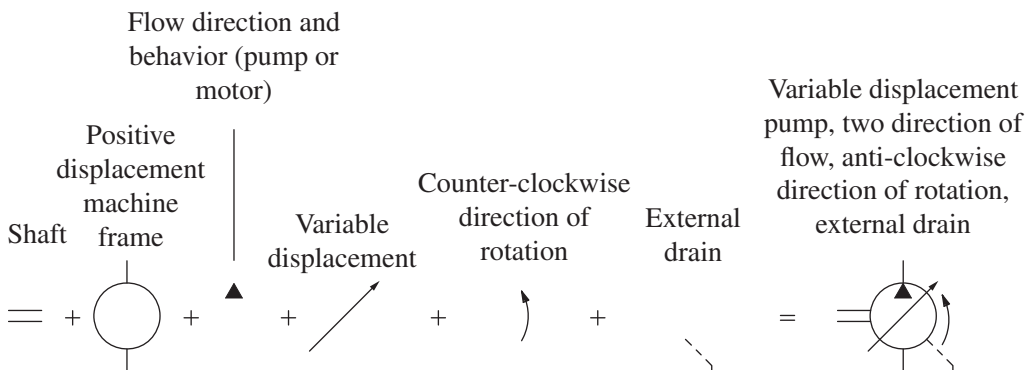 Flow direction and
behavior (pump or
motor)
Positive
displacement
machine
frame
Shaft
Variable
displacement
Counter-clockwise
direction of
rotation
External
drain
Variable displacement
pump, two direction of
flow, anti-clockwise
direction of rotation,
external drain
+ + + + + =